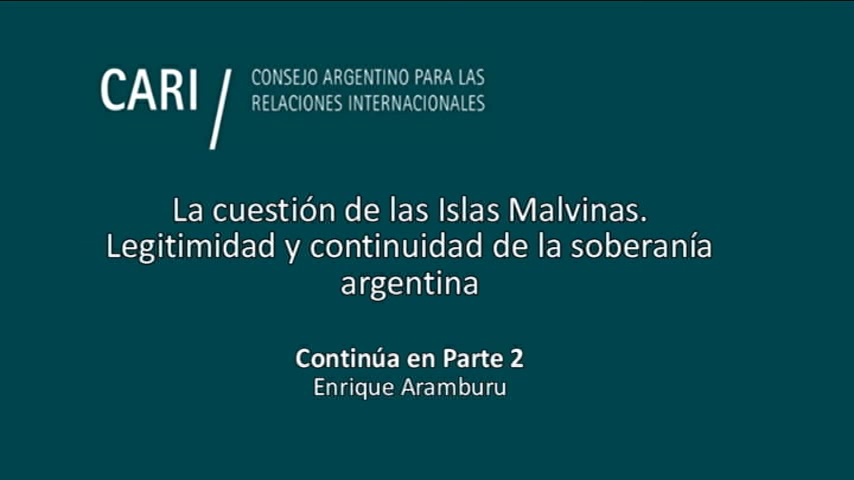 CARI/
CONSEJO ARGENTINO PARA LAS
RELACIONES INTERNACIONALES
La cuestión de las Islas Malvinas.
Legitimidad y continuidad de la soberanía
argentina
Continúa en Parte 2
Enrique Aramburu